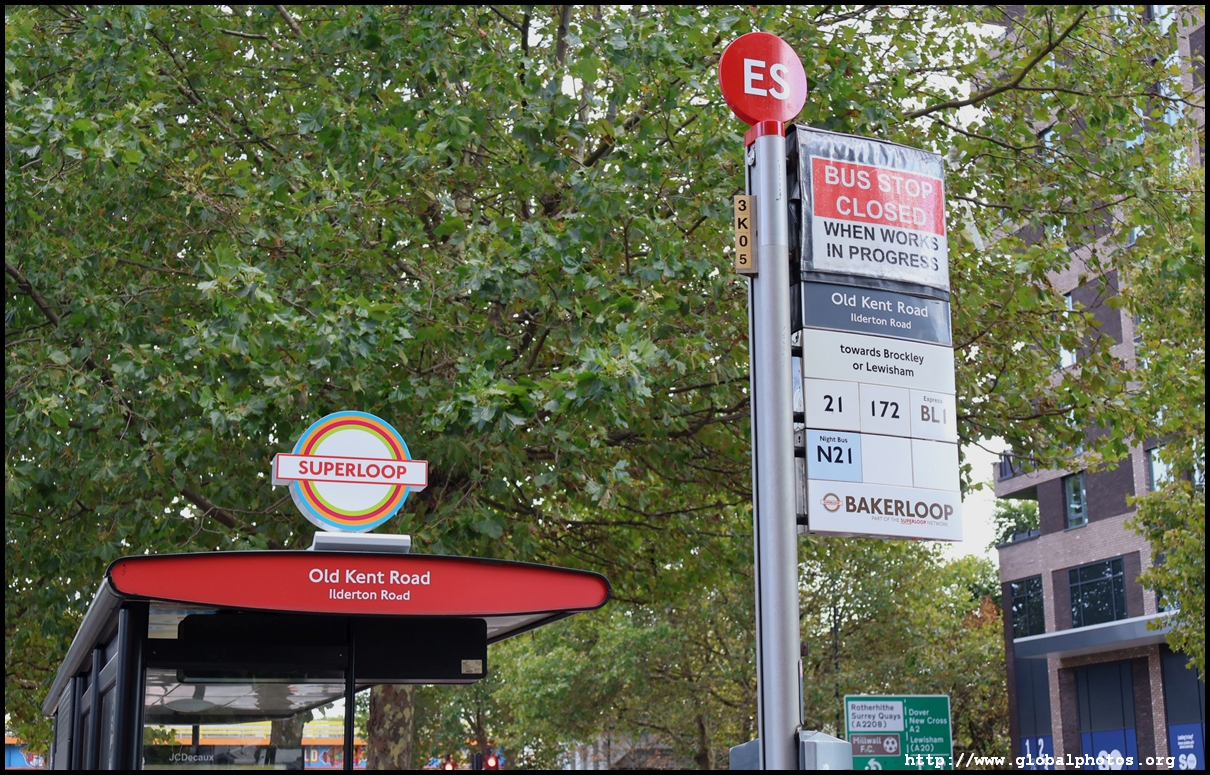 ES
3
K
0
5
BUS STOP
CLOSED
WHEN WORKS
IN PROGRESS
Old Kent Road
Ilderton Road
towards Brockley
or Lewisham
21 172 Express BL1
Night Bus
N21
BAKERLOOP
PART OF THE SUPERLOOP NETWORK
SUPERLOOP
Old Kent Road
Ilderton Road
JCDecaux
Rotherhithe
Surrey Quays
(A2208)
Millwall
F.C.
Dover
New Cross
A2
Lewisham
(A20)
SO
SO
http://www.globalphotos.org